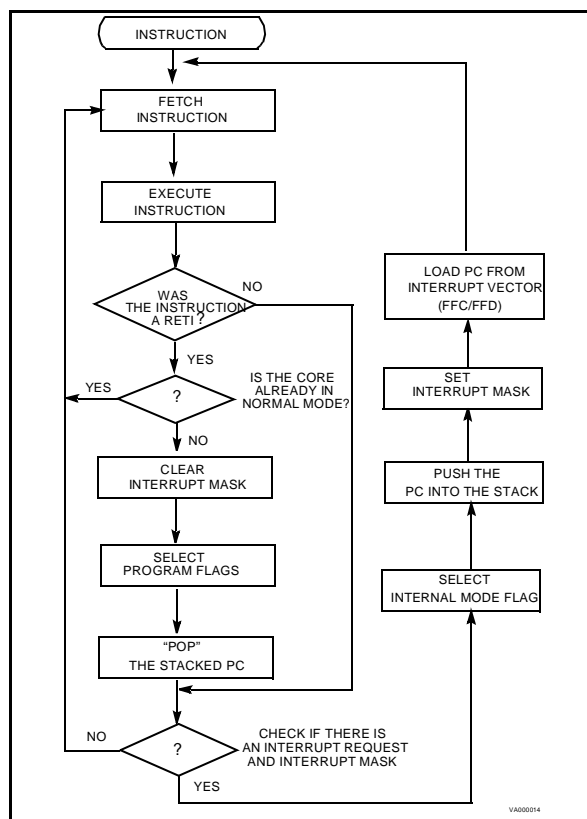 INSTRUCTION
FETCH
INSTRUCTION
EXECUTE
INSTRUCTION
WAS
THE INSTRUCTION
A RETI ?
NO
YES
?
IS THE CORE
ALREADY IN
NORMAL MODE?
YES
NO
CLEAR
INTERRUPT MASK
SELECT
PROGRAM FLAGS
“POP”
THE STACKED PC
?
CHECK IF THERE IS
AN INTERRUPT REQUEST
AND INTERRUPT MASK
NO
YES
SELECT
INTERNAL MODE FLAG
PUSH THE
PC INTO THE STACK
SET
INTERRUPT MASK
LOAD PC FROM
INTERRUPT VECTOR
(FFC/FFD)
VA000014